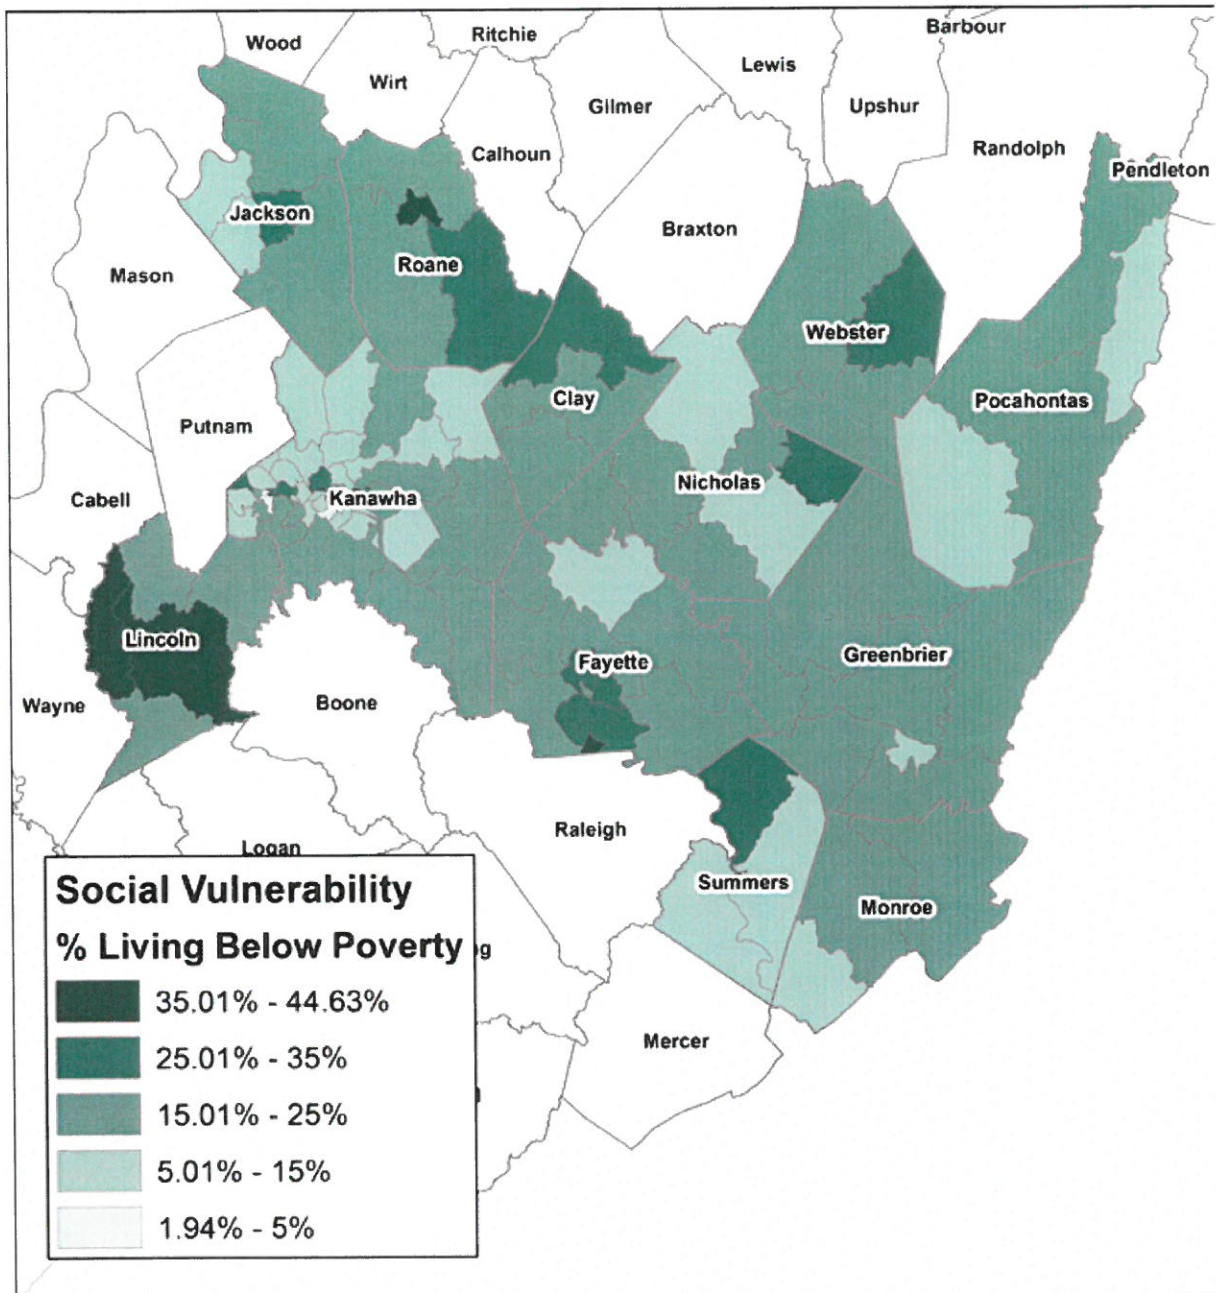 Barbour
Wood
Ritchie
Lewis
Wirt
Gilmer
Upshur
Calhoun
Randolph
Pendleton
Jackson
Braxton
Roane
Mason
Webster
Clay
Pocahontas
Putnam
Nicholas
Cabell
Kanawha
Lincoln
Greenbrier
Fayette
Wayne
Boone
Raleigh
Logan
Summers
Monroe
Mercer
Social Vulnerability
% Living Below Poverty
35.01% - 44.63%
25.01% - 35%
15.01% - 25%
5.01% - 15%
1.94% - 5%